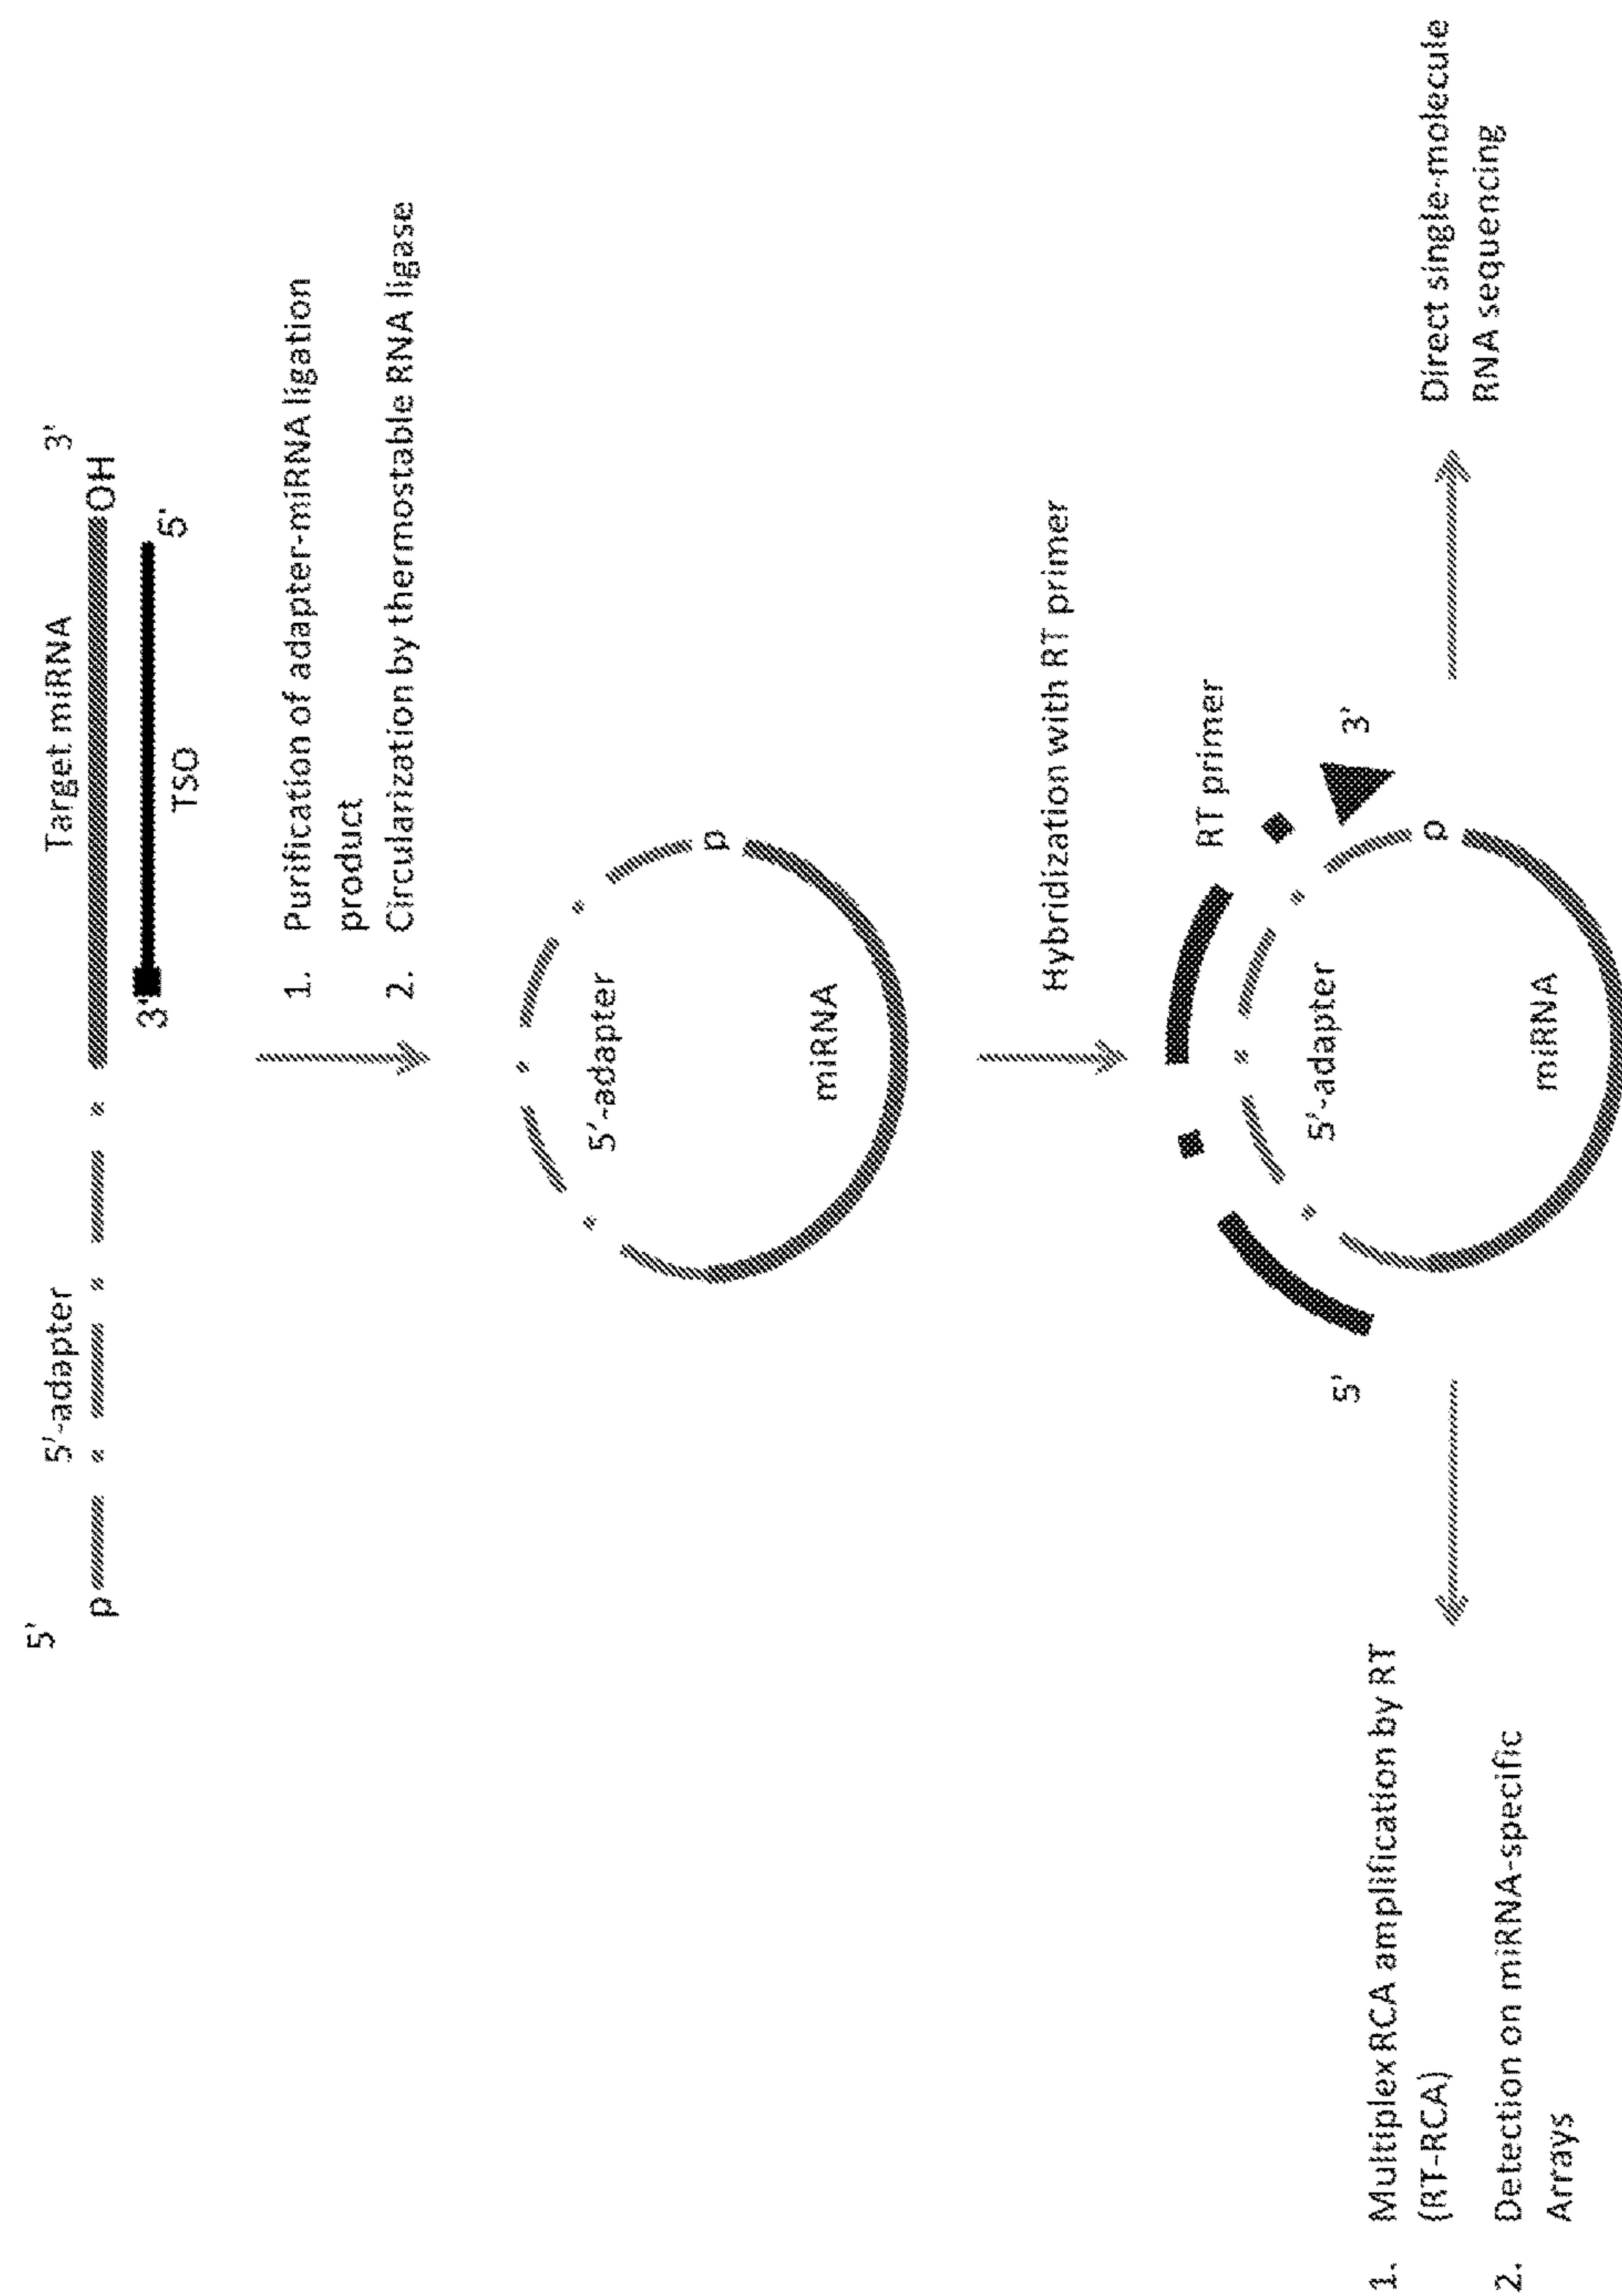 5'
5'-adapter
Target miRNA
3'
p
OH
3'
5'
TSO
1. Purification of adapter-miRNA ligation
product
2. Circularization by thermostable RNA ligase
p
5'-adapter
miRNA
Hybridization with RT primer
RT primer
3'
5'
p
5'-adapter
miRNA
1. Multiplex RCA amplification by RT
(RT-RCA)
2. Detection on miRNA-specific
Arrays
Direct single-molecule
RNA sequencing